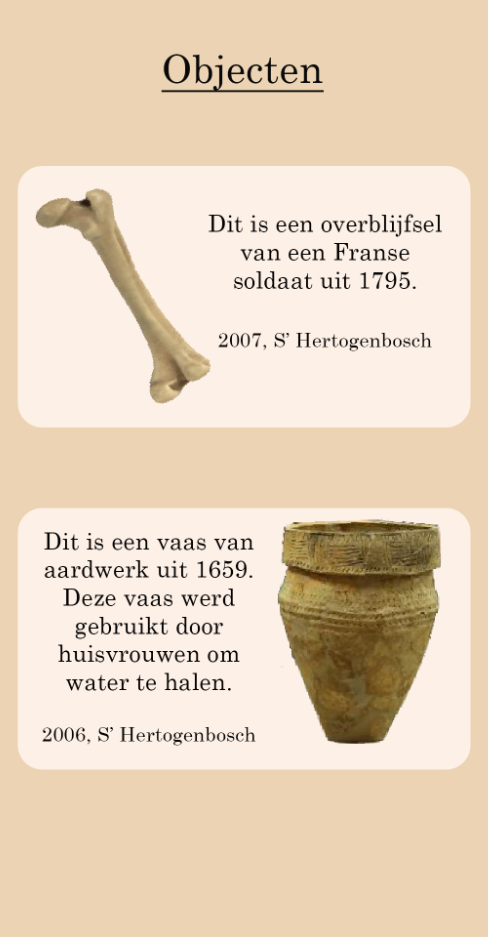 Objecten
Dit is een overblijfsel
van een Franse
soldaat uit 1795.
2007, S’ Hertogenbosch
Dit is een vaas van
aardwerk uit 1659.
Deze vaas werd
gebruikt door
huisvrouwen om
water te halen.
2006, S’ Hertogenbosch